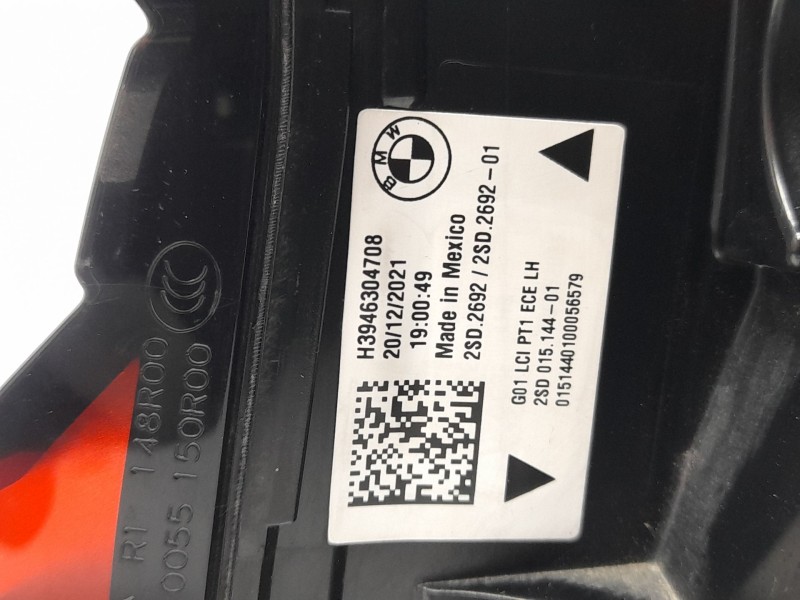 BMW
H3946304708
20/12/2021
19:00:49
Made in Mexico
2SD.2692 / 2SD.2692-01
G01 LCI PT1 ECE LH
2SD 015.144-01
0151440100056579
CCC
R1 148R00
0055 150R00